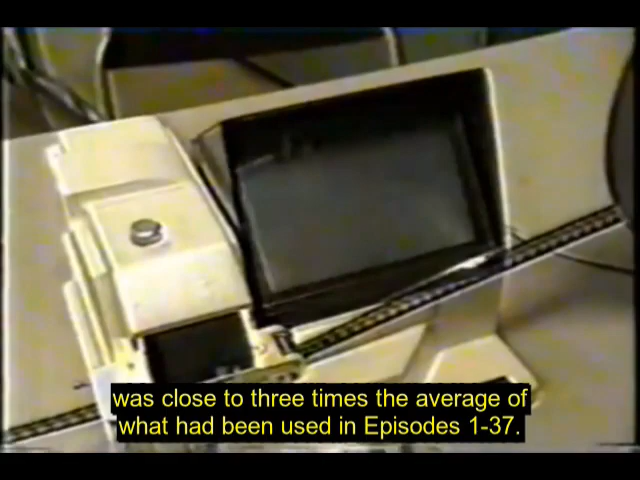 was close to three times the average of
what had been used in Episodes 1-37.